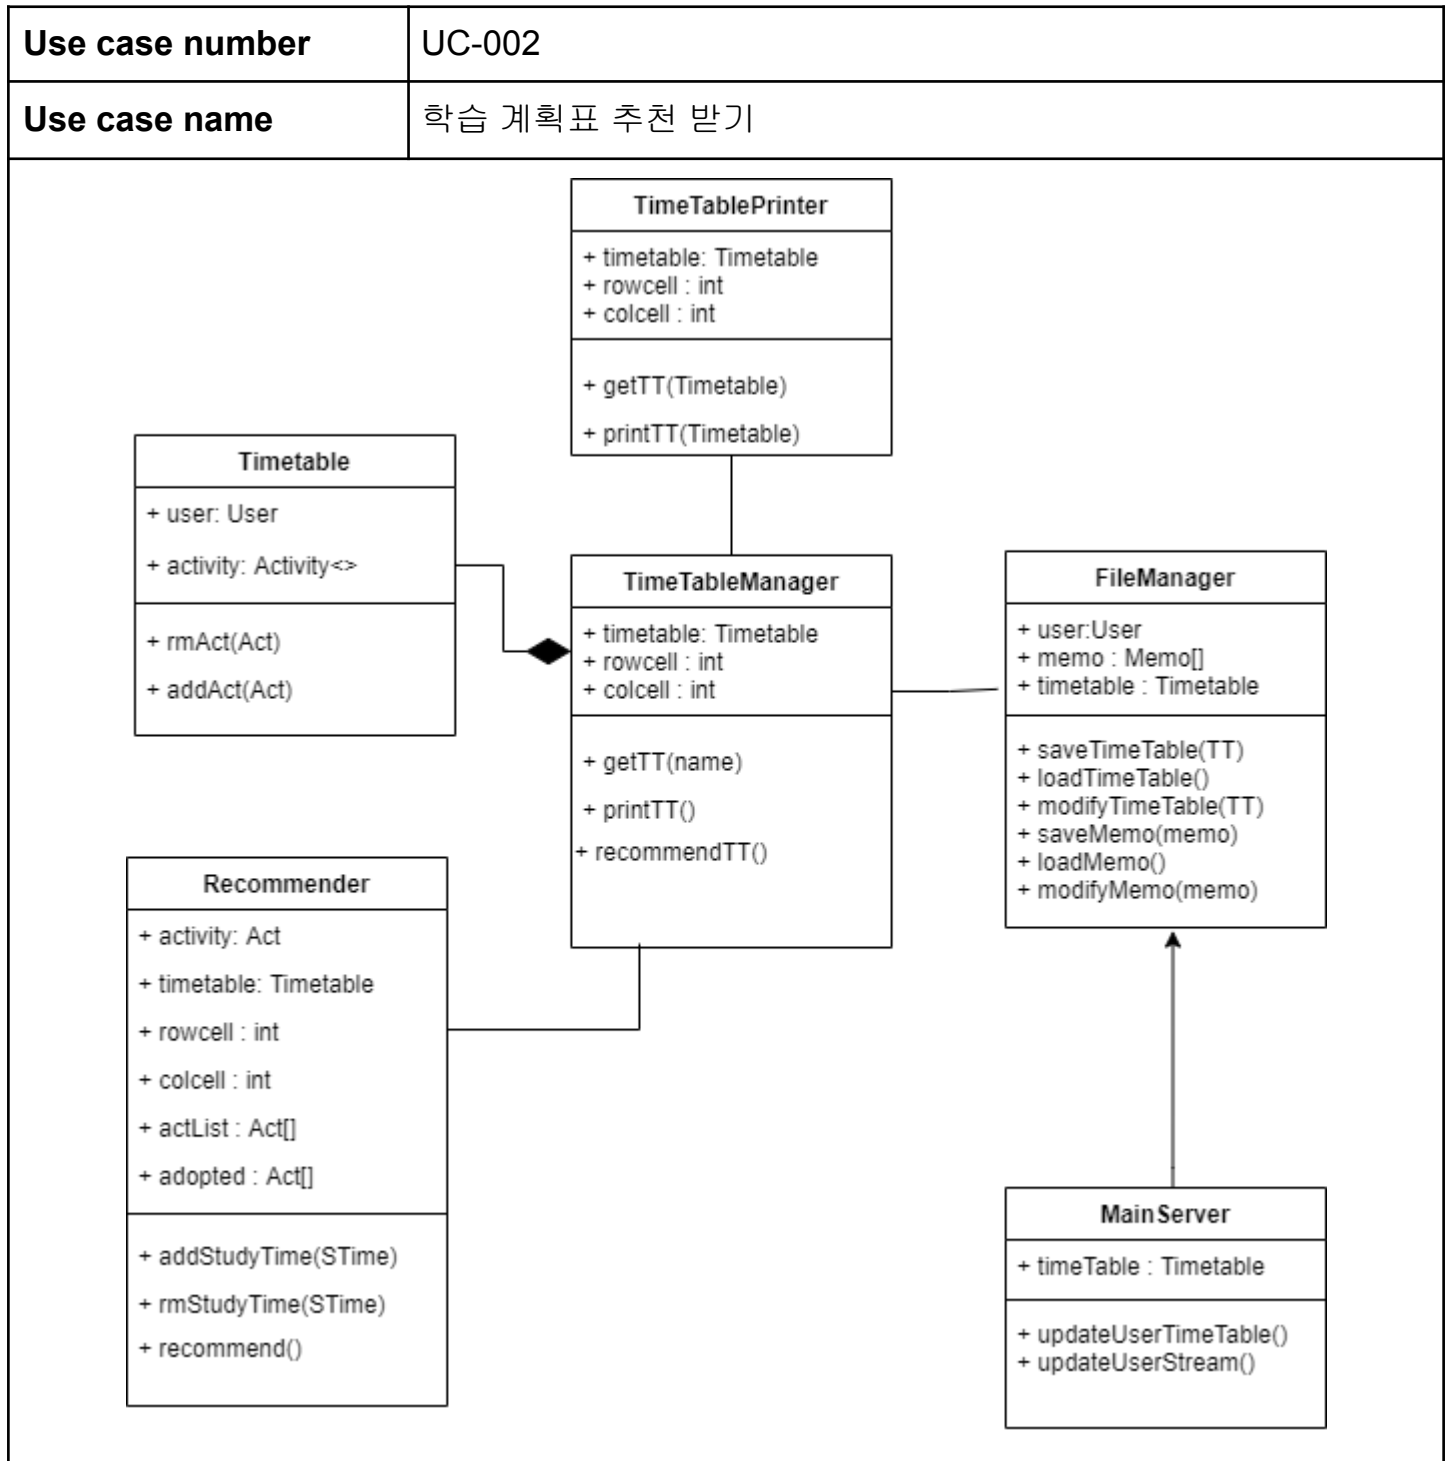 Use case number UC-002
Use case name 학습 계획표 추천 받기
TimeTablePrinter
+ timetable: Timetable
+ rowcell : int
+ colcell : int
+ getTT(Timetable)
+ printTT(Timetable)
Timetable
+ user: User
+ activity: Activity<>
+ rmAct(Act)
+ addAct(Act)
TimeTableManager
+ timetable: Timetable
+ rowcell : int
+ colcell : int
+ getTT(name)
+ printTT()
+ recommendTT()
FileManager
+ user:User
+ memo : Memo[]
+ timetable : Timetable
+ saveTimeTable(TT)
+ loadTimeTable()
+ modifyTimeTable(TT)
+ saveMemo(memo)
+ loadMemo()
+ modifyMemo(memo)
Recommender
+ activity: Act
+ timetable: Timetable
+ rowcell : int
+ colcell : int
+ actList : Act[]
+ adopted : Act[]
+ addStudyTime(STime)
+ rmStudyTime(STime)
+ recommend()
MainServer
+ timeTable : Timetable
+ updateUserTimeTable()
+ updateUserStream()